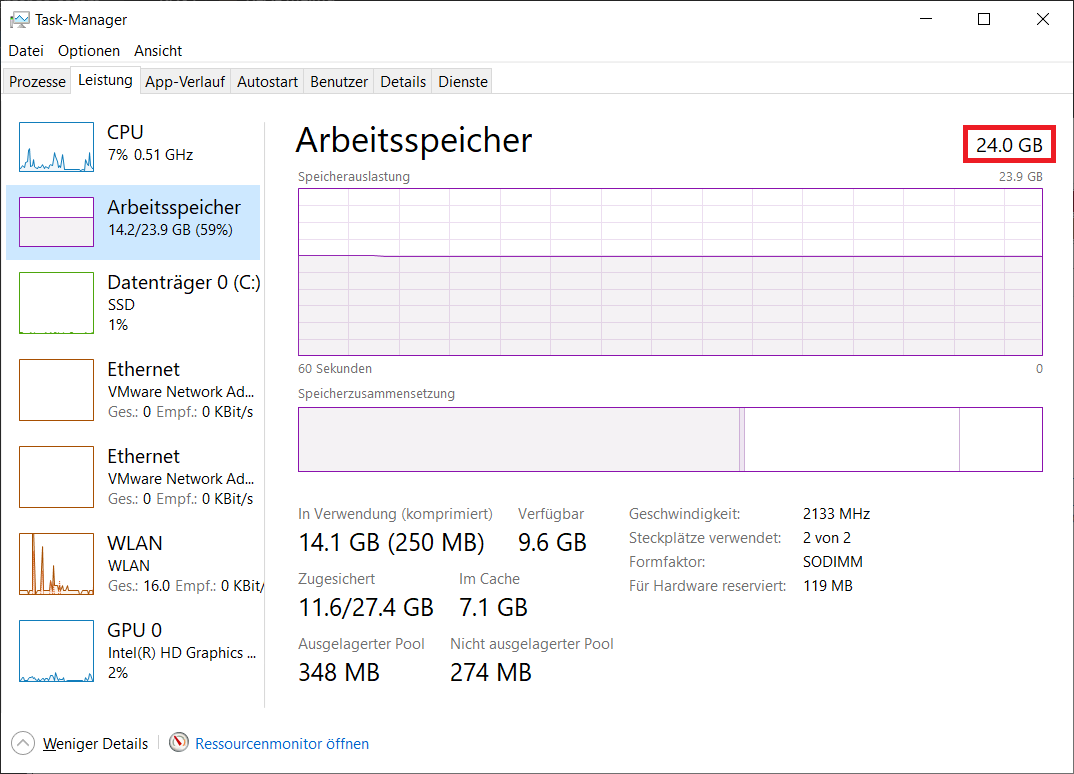 Task-Manager
Datei Optionen Ansicht
Prozesse Leistung App-Verlauf Autostart Benutzer Details Dienste
CPU
7% 0.51 GHz
Arbeitsspeicher
14.2/23.9 GB (59%)
Datenträger 0 (C:)
SSD
1%
Ethernet
VMware Network Ad...
Ges.: 0 Empf.: 0 KBit/s
Ethernet
VMware Network Ad...
Ges.: 0 Empf.: 0 KBit/s
WLAN
WLAN
Ges.: 16.0 Empf.: 0 KBit/
GPU 0
Intel(R) HD Graphics ...
2%
Arbeitsspeicher 24.0 GB
Speicherauslastung 23.9 GB
60 Sekunden 0
Speicherzusammensetzung
In Verwendung (komprimiert) Verfügbar
14.1 GB (250 MB) 9.6 GB
Zugesichert Im Cache
11.6/27.4 GB 7.1 GB
Ausgelagerter Pool Nicht ausgelagerter Pool
348 MB 274 MB
Geschwindigkeit: 2133 MHz
Steckplätze verwendet: 2 von 2
Formfaktor: SODIMM
Für Hardware reserviert: 119 MB
Weniger Details Ressourcenmonitor öffnen